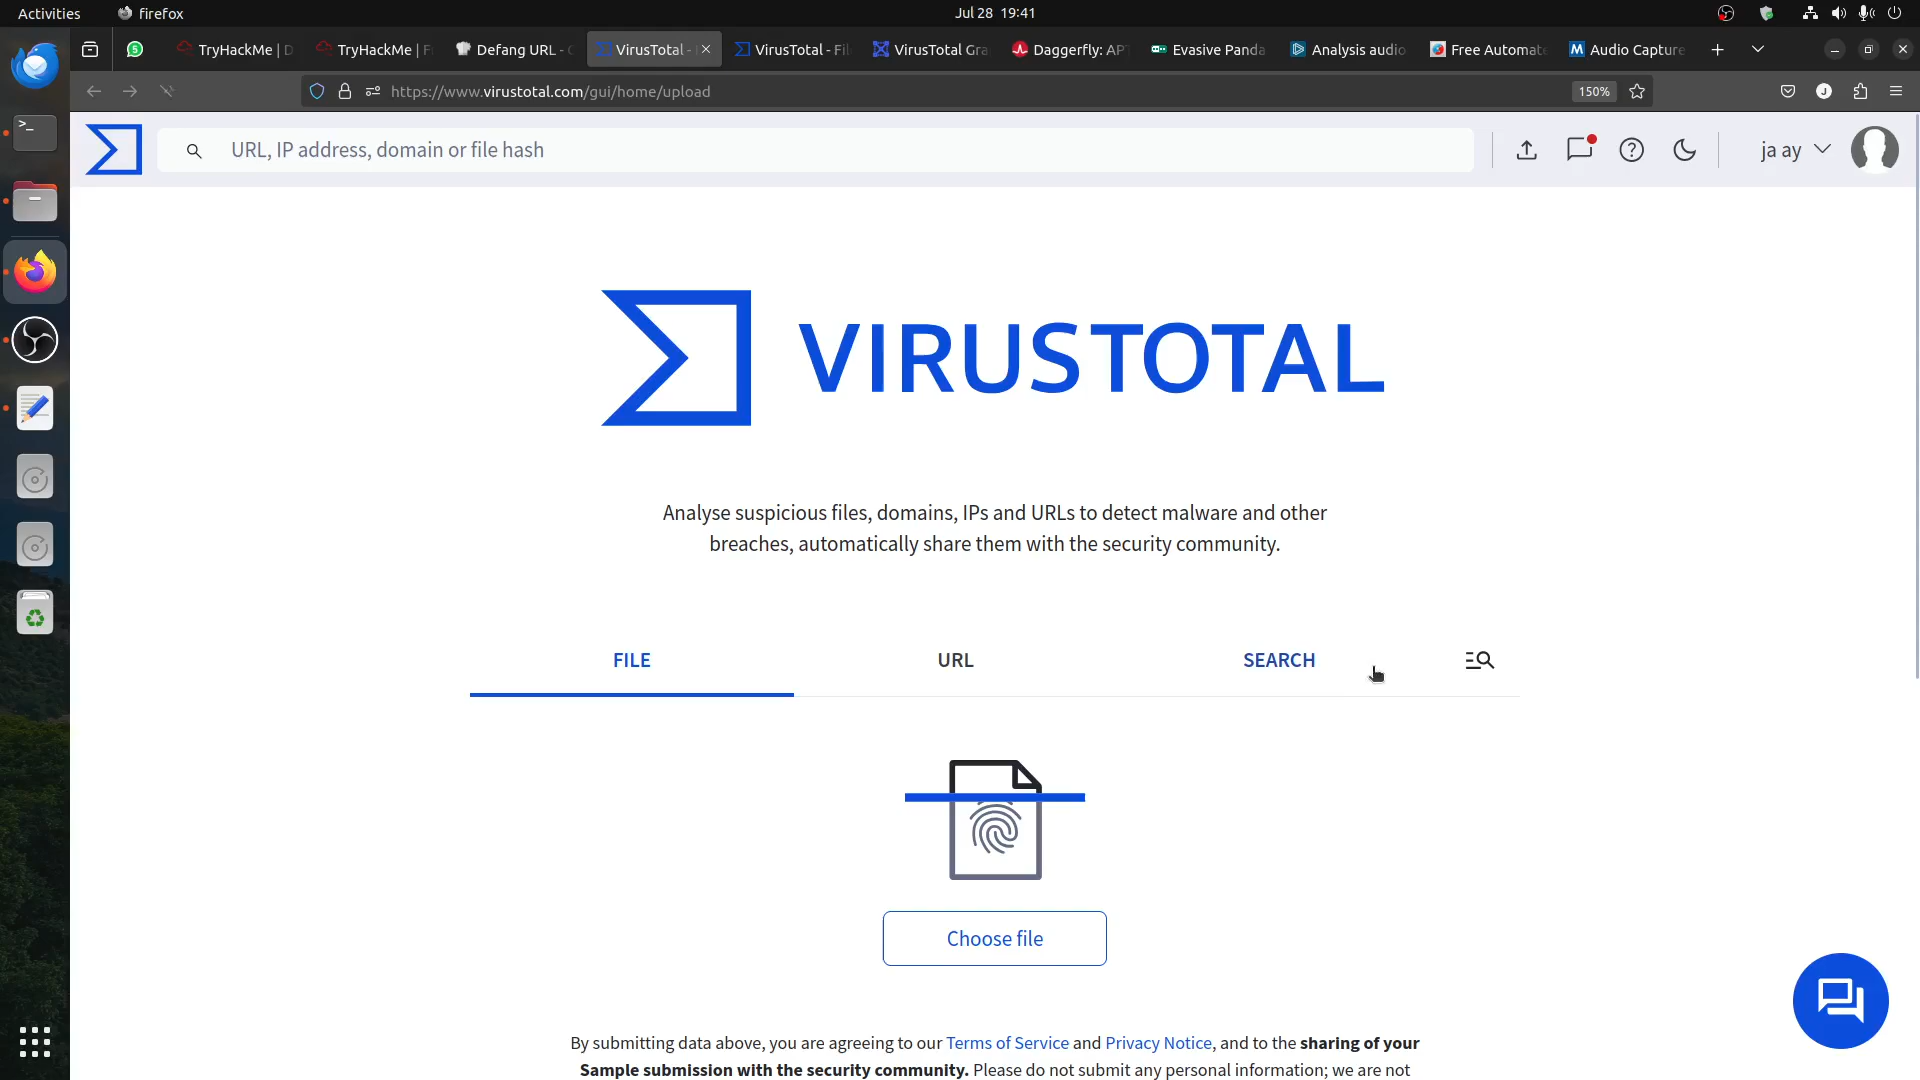 Activities
firefox
Jul 28 19:41
TryHackMe | D
TryHackMe | F
Defang URL - C
VirusTotal -
VirusTotal - Fil
VirusTotal Gra
Daggerfly: APT
Evasive Panda
Analysis audio
Free Automate
Audio Capture
https://www.virustotal.com/gui/home/upload
150%
URL, IP address, domain or file hash
ja ay
VIRUSTOTAL
Analyse suspicious files, domains, IPs and URLs to detect malware and other
breaches, automatically share them with the security community.
FILE
URL
SEARCH
Choose file
By submitting data above, you are agreeing to our Terms of Service and Privacy Notice, and to the sharing of your
Sample submission with the security community. Please do not submit any personal information; we are not